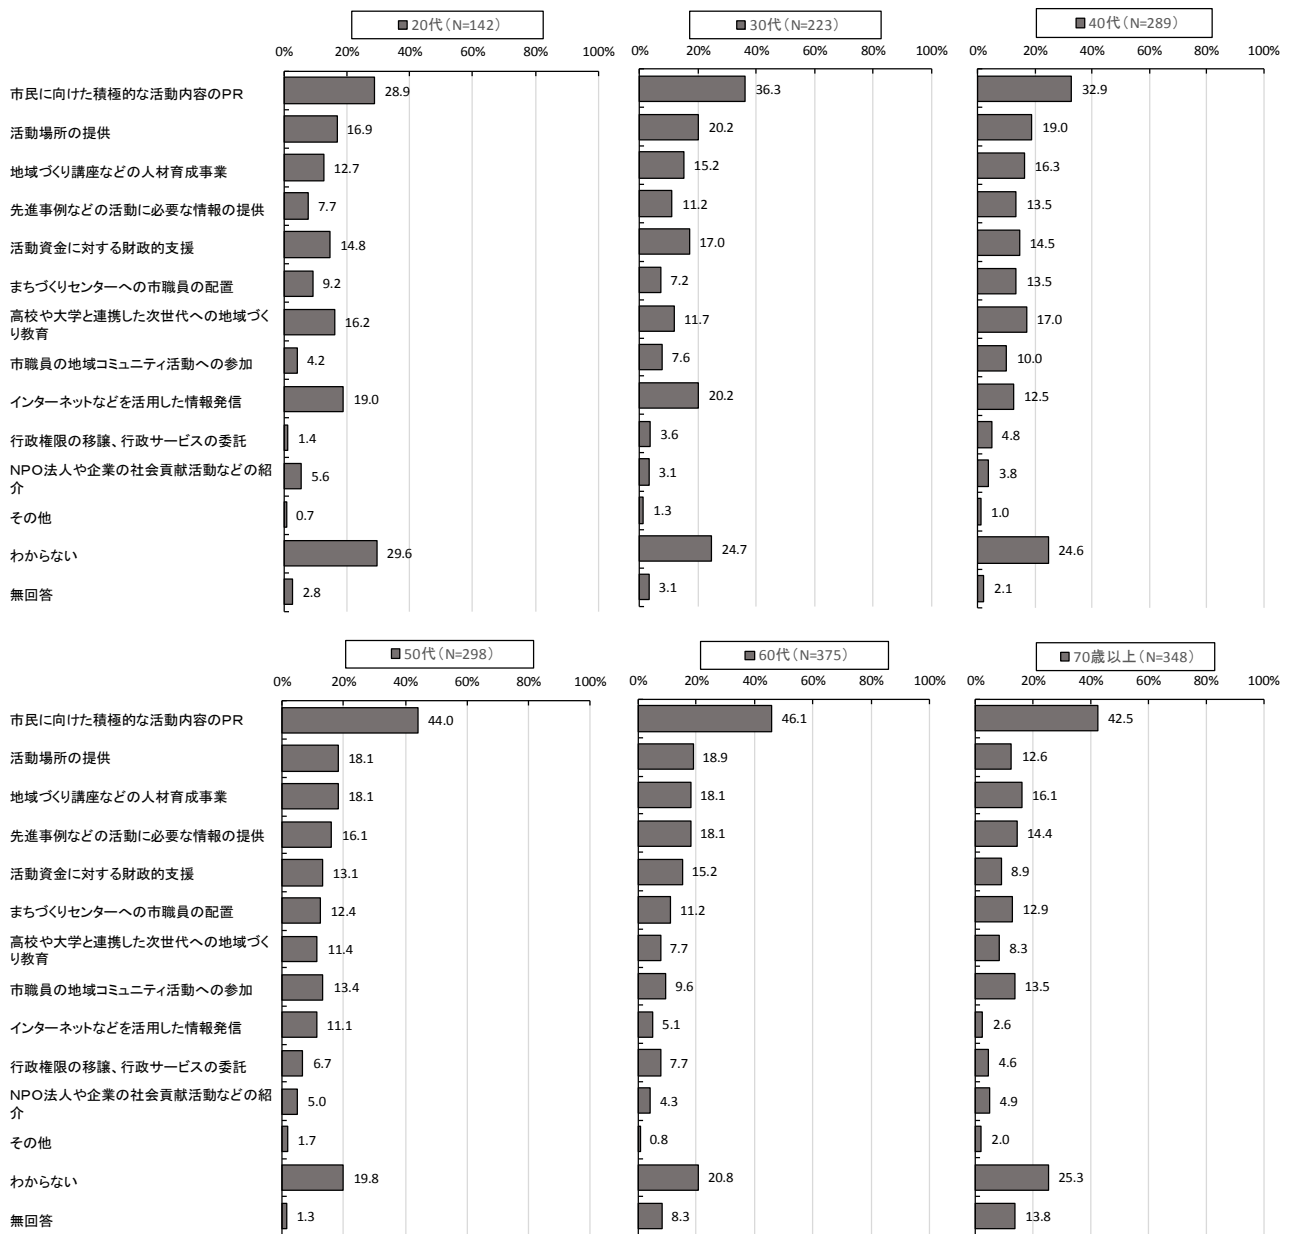 20代（N=142）
30代（N=223）
40代（N=289）
0% 20% 40% 60% 80% 100%
0% 20% 40% 60% 80% 100%
0% 20% 40% 60% 80% 100%
市民に向けた積極的な活動内容のPR 28.9 36.3 32.9
活動場所の提供 16.9 20.2 19.0
地域づくり講座などの人材育成事業 12.7 15.2 16.3
先進事例などの活動に必要な情報の提供 7.7 11.2 13.5
活動資金に対する財政的支援 14.8 17.0 14.5
まちづくりセンターへの市職員の配置 9.2 7.2 13.5
高校や大学と連携した次世代への地域づく
り教育 16.2 11.7 17.0
市職員の地域コミュニティ活動への参加 4.2 7.6 10.0
インターネットなどを活用した情報発信 19.0 20.2 12.5
行政権限の移譲、行政サービスの委託 1.4 3.6 4.8
NPO法人や企業の社会貢献活動などの紹
介 5.6 3.1 3.8
その他 0.7 1.3 1.0
わからない 29.6 24.7 24.6
無回答 2.8 3.1 2.1
50代（N=298）
60代（N=375）
70歳以上（N=348）
0% 20% 40% 60% 80% 100%
0% 20% 40% 60% 80% 100%
0% 20% 40% 60% 80% 100%
市民に向けた積極的な活動内容のPR 44.0 46.1 42.5
活動場所の提供 18.1 18.9 12.6
地域づくり講座などの人材育成事業 18.1 18.1 16.1
先進事例などの活動に必要な情報の提供 16.1 18.1 14.4
活動資金に対する財政的支援 13.1 15.2 8.9
まちづくりセンターへの市職員の配置 12.4 11.2 12.9
高校や大学と連携した次世代への地域づく
り教育 11.4 7.7 8.3
市職員の地域コミュニティ活動への参加 13.4 9.6 13.5
インターネットなどを活用した情報発信 11.1 5.1 2.6
行政権限の移譲、行政サービスの委託 6.7 7.7 4.6
NPO法人や企業の社会貢献活動などの紹
介 5.0 4.3 4.9
その他 1.7 0.8 2.0
わからない 19.8 20.8 25.3
無回答 1.3 8.3 13.8